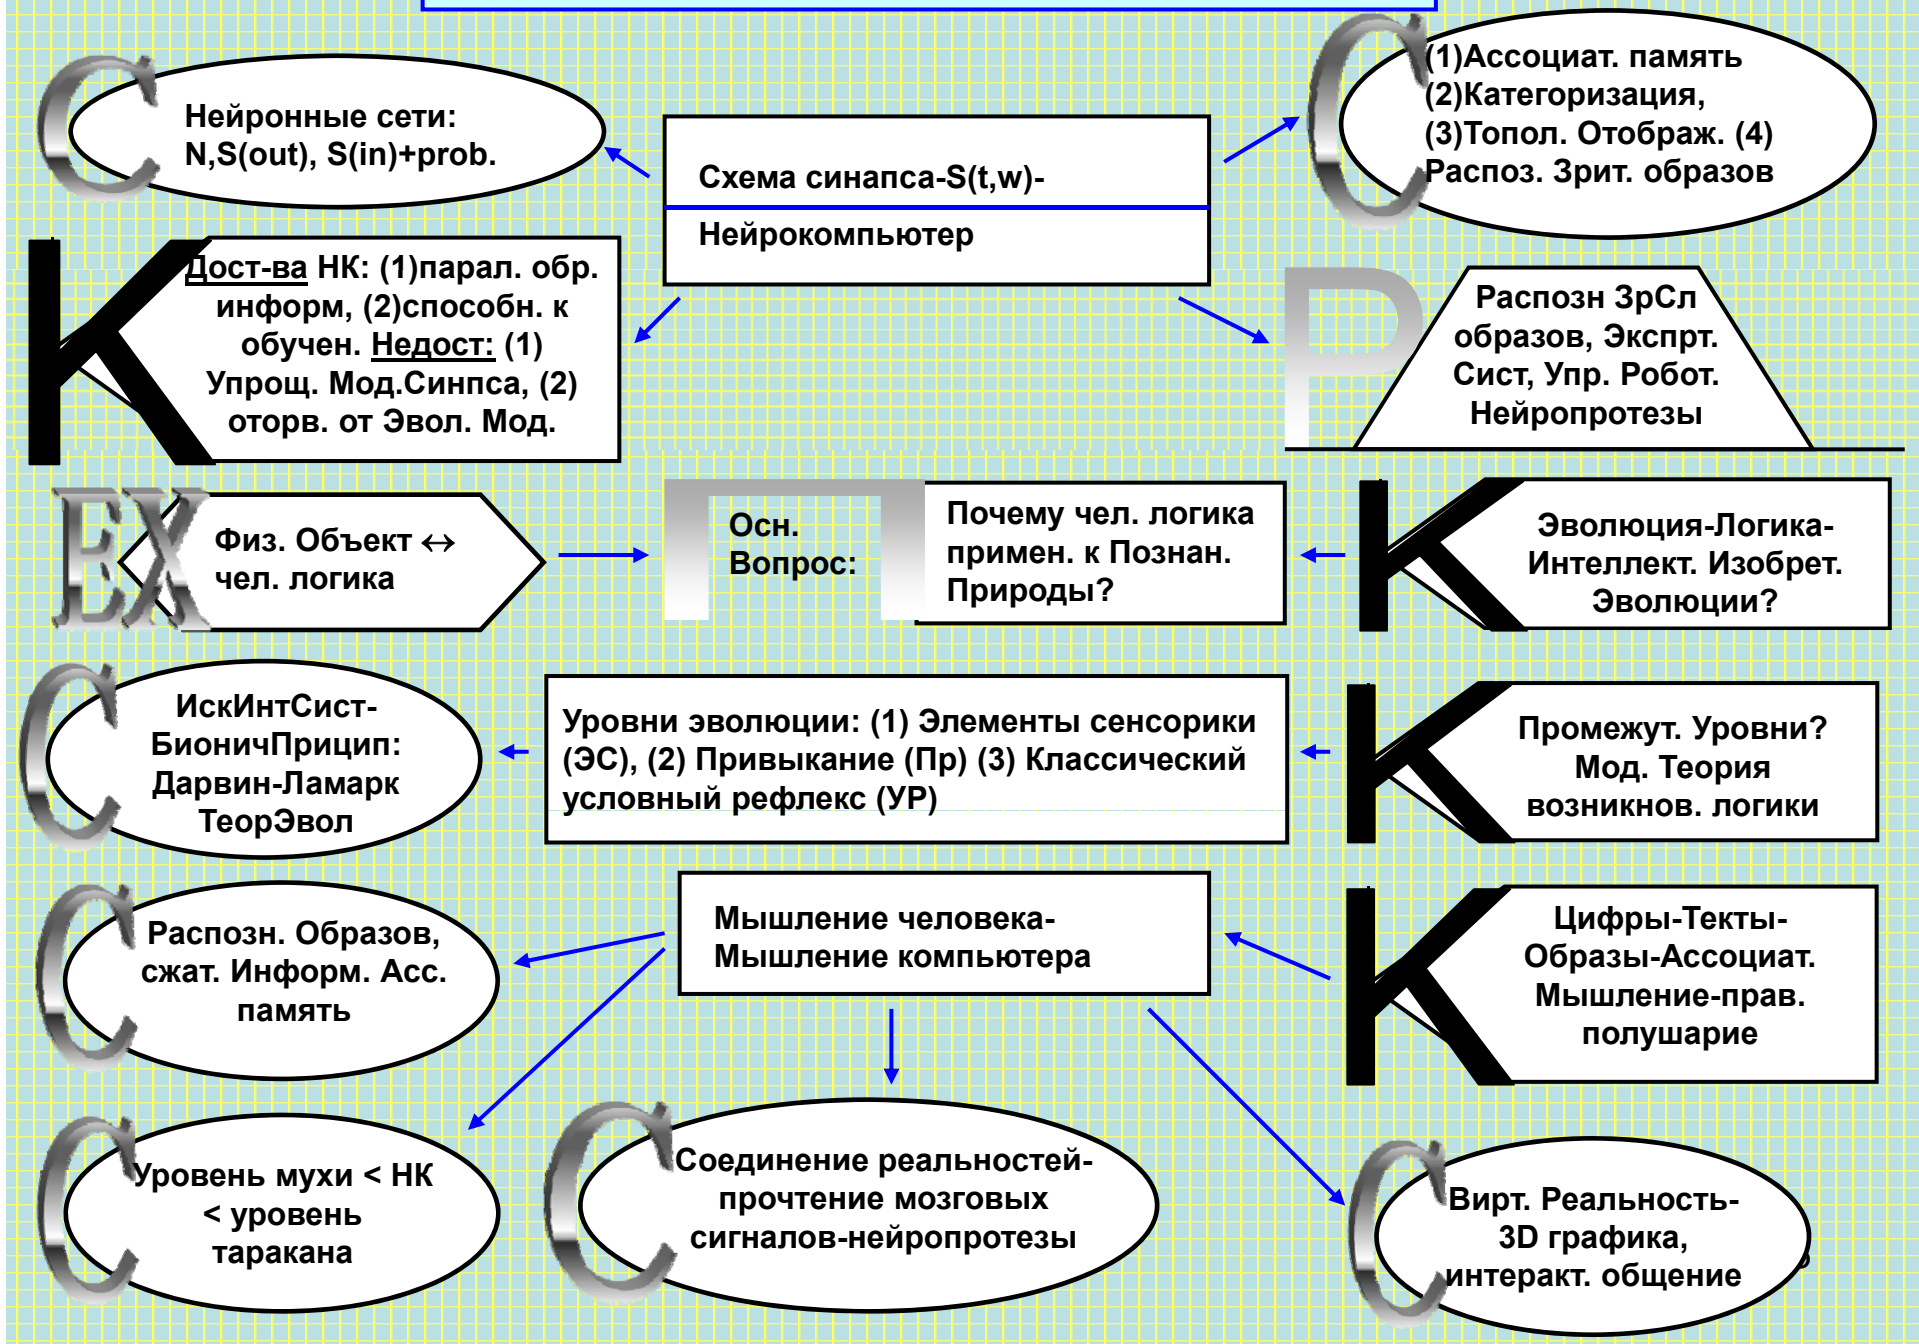 С
Нейронные сети:
N,S(out), S(in)+prob.
Схема синапса-S(t,w)-
Нейрокомпьютер
С
(1)Ассоциат. память
(2)Категоризация,
(3)Топол. Отображ. (4)
Распоз. Зрит. образов
К
Дост-ва НК: (1)парал. обр.
информ, (2)способн. к
обучен. Недост: (1)
Упрощ. Мод.Синпса, (2)
оторв. от Эвол. Мод.
Р
Распозн ЗрСл
образов, Экспрт.
Сист, Упр. Робот.
Нейропротезы
EX
Физ. Объект ↔
чел. логика
П
Осн.
Вопрос:
Почему чел. логика
примен. к Познан.
Природы?
К
Эволюция-Логика-
Интеллект. Изобрет.
Эволюции?
С
ИскИнтСист-
БионичПрицип:
Дарвин-Ламарк
ТеорЭвол
Уровни эволюции: (1) Элементы сенсорики
(ЭС), (2) Привыкание (Пр) (3) Классический
условный рефлекс (УР)
К
Промежут. Уровни?
Мод. Теория
возникнов. логики
С
Распозн. Образов,
сжат. Информ. Асс.
память
Мышление человека-
Мышление компьютера
К
Цифры-Текты-
Образы-Ассоциат.
Мышление-прав.
полушарие
С
Уровень мухи < НК
< уровень
таракана
С
Соединение реальностей-
прочтение мозговых
сигналов-нейропротезы
С
Вирт. Реальность-
3D графика,
интеракт. общение